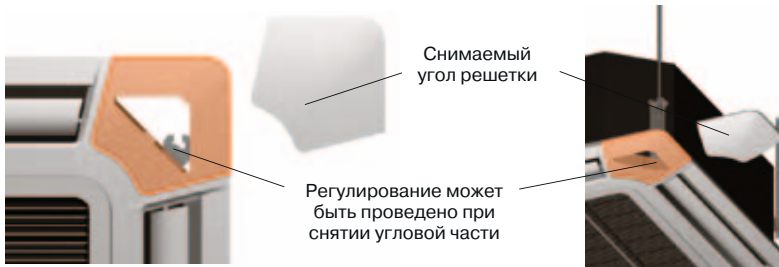 Снимаемый
угол решетки
Регулирование может
быть проведено при
снятии угловой части